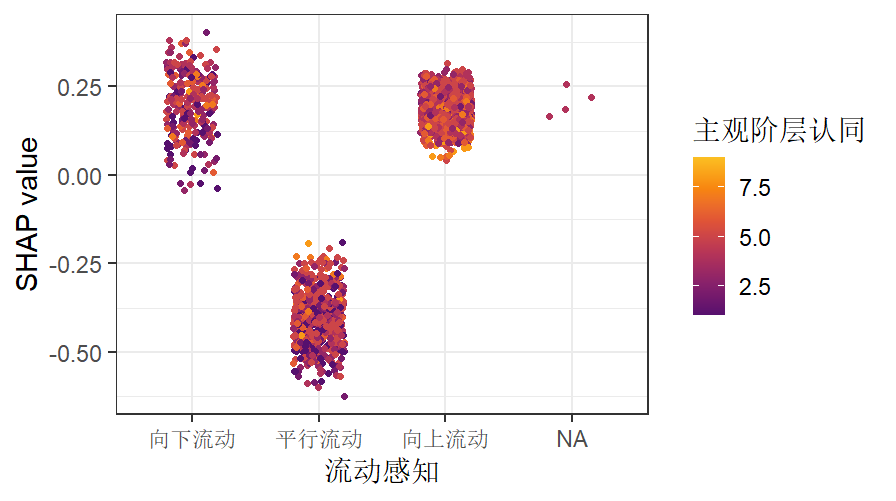 SHAP value
0.25
0.00
-0.25
-0.50
向下流动
平行流动
向上流动
NA
流动感知
主观阶层认同
7.5
5.0
2.5